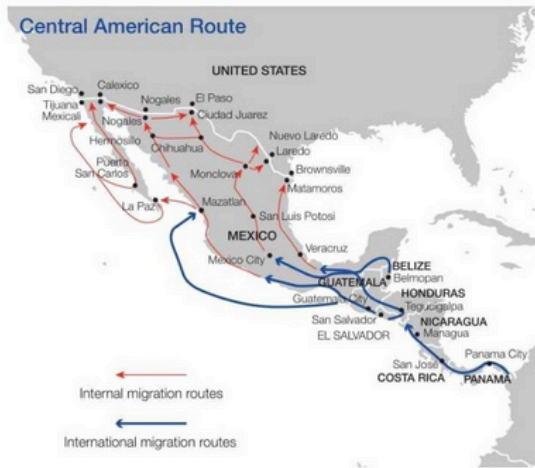 Central American Route
UNITED STATES
San Diego
Calexico
Tijuana
Mexicali
Nogales
El Paso
Nogales
Ciudad Juarez
Hermosillo
Chihuahua
Nuevo Laredo
Laredo
Puerto
San Carlos
Monclova
Brownsville
Matamoros
La Paz
Mazatlan
San Luis Potosi
MEXICO
Mexico City
Veracruz
BELIZE
Belmopan
GUATEMALA
Guatemala City
HONDURAS
Tegucigalpa
San Salvador
EL SALVADOR
NICARAGUA
Managua
San José
COSTA RICA
Panama City
PANAMA
Internal migration routes
International migration routes